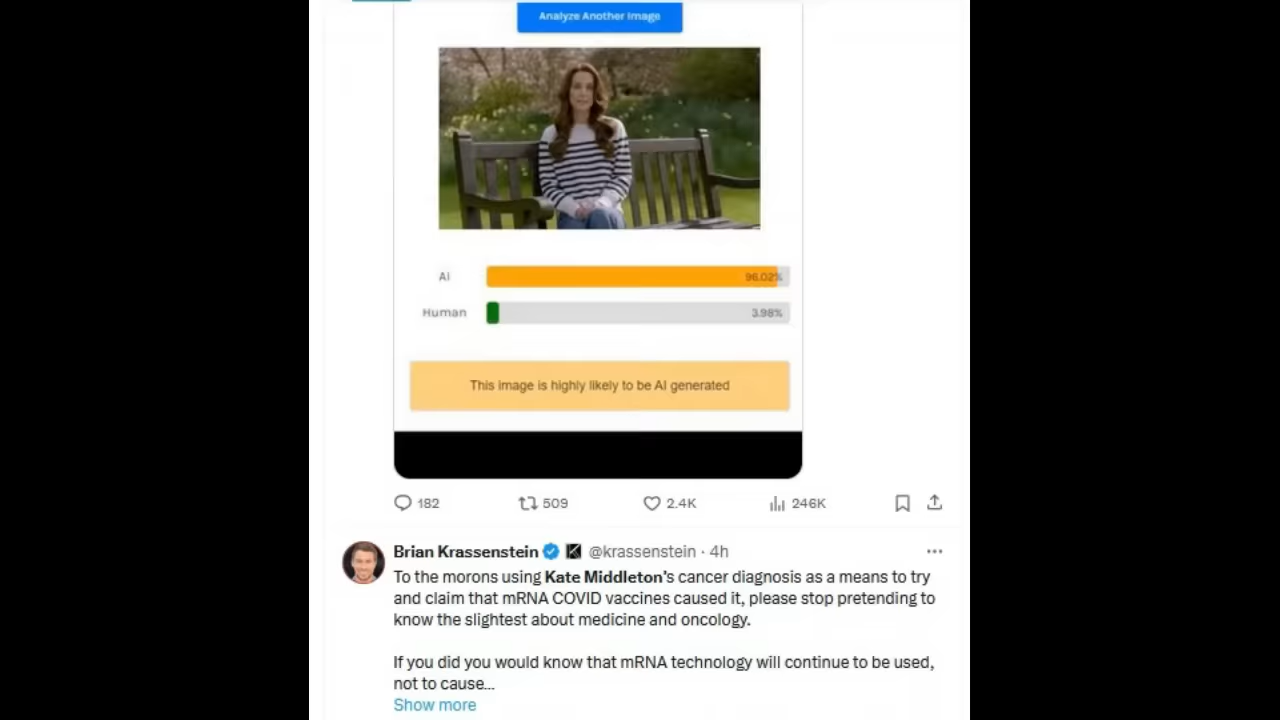 Analyze Another Image
AI 96.02%
Human 3.98%
This image is highly likely to be AI generated
182 509 2.4K 246K
Brian Krassenstein @krassenstein · 4h
To the morons using Kate Middleton's cancer diagnosis as a means to try
and claim that mRNA COVID vaccines caused it, please stop pretending to
know the slightest about medicine and oncology.
If you did you would know that mRNA technology will continue to be used,
not to cause...
Show more